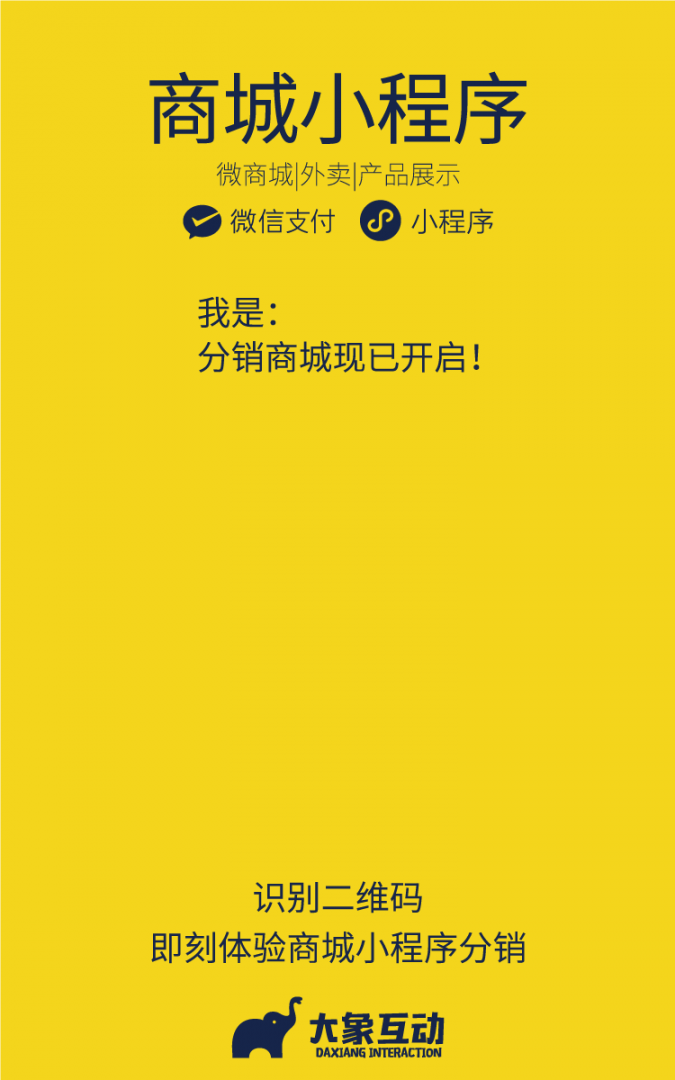 商城小程序
微商城|外卖|产品展示
微信支付 小程序
我是：
分销商城现已开启！
识别二维码
即刻体验商城小程序分销
大象互动
DAXIANG INTERACTION